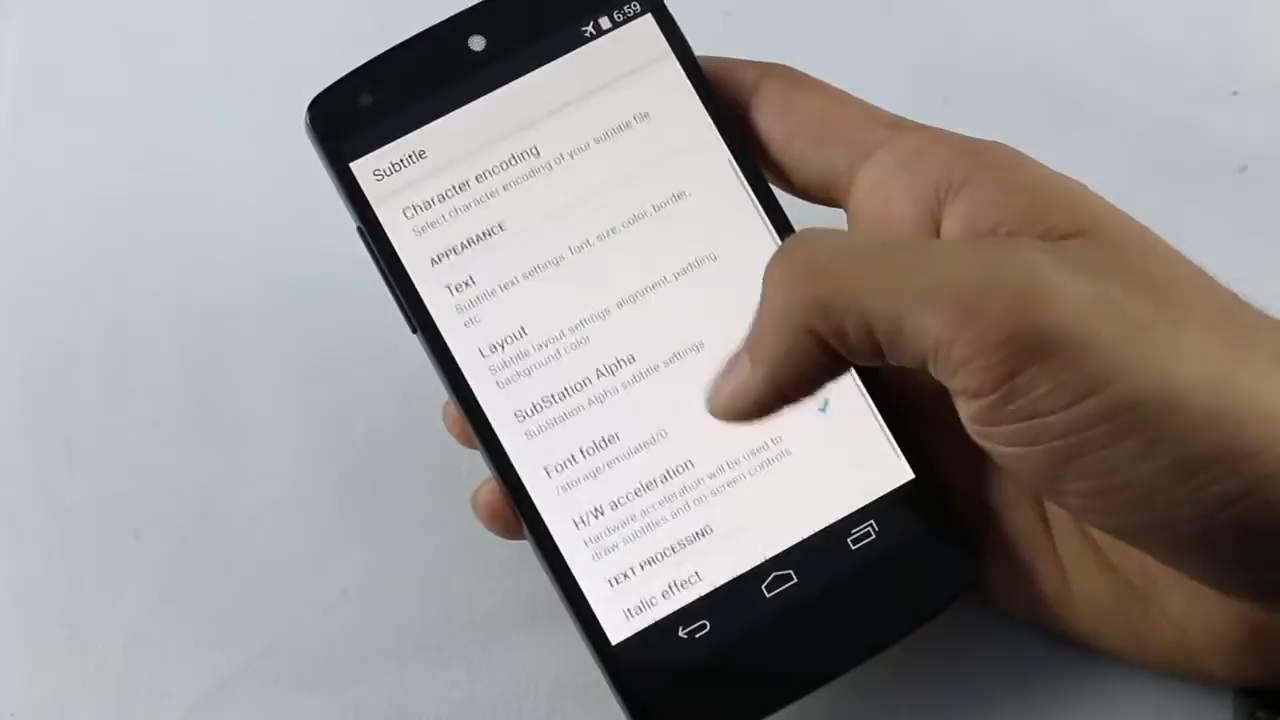 6:59
Subtitle
Character encoding
Select character encoding of your subtitle file
APPEARANCE
Text
Subtitle text settings: font, size, color, border,
etc
Layout
Subtitle layout settings: alignment, padding,
background color
SubStation Alpha
SubStation Alpha subtitle settings
Font folder
/storage/emulated/0
H/W acceleration
Hardware acceleration will be used to
draw subtitles and on-screen controls
TEXT PROCESSING
Italic effect